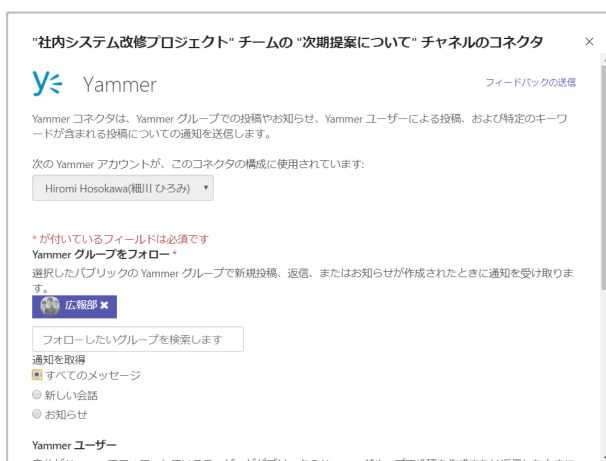 "社内システム改修プロジェクト" チームの "次期提案について" チャネルのコネクタ ×
Yammer フィードバックの送信
Yammer コネクタは、Yammer グループでの投稿やお知らせ、Yammer ユーザーによる投稿、および特定のキーワ
ードが含まれる投稿についての通知を送信します。
次の Yammer アカウントが、このコネクタの構成に使用されています:
Hiromi Hosokawa(細川 ひろみ)
* が付いているフィールドは必須です
Yammer グループをフォロー *
選択したパブリックの Yammer グループで新規投稿、返信、またはお知らせが作成されたときに通知を受け取りま
す。
広報部 ×
フォローしたいグループを検索します
通知を取得
すべてのメッセージ
新しい会話
お知らせ
Yammer ユーザー